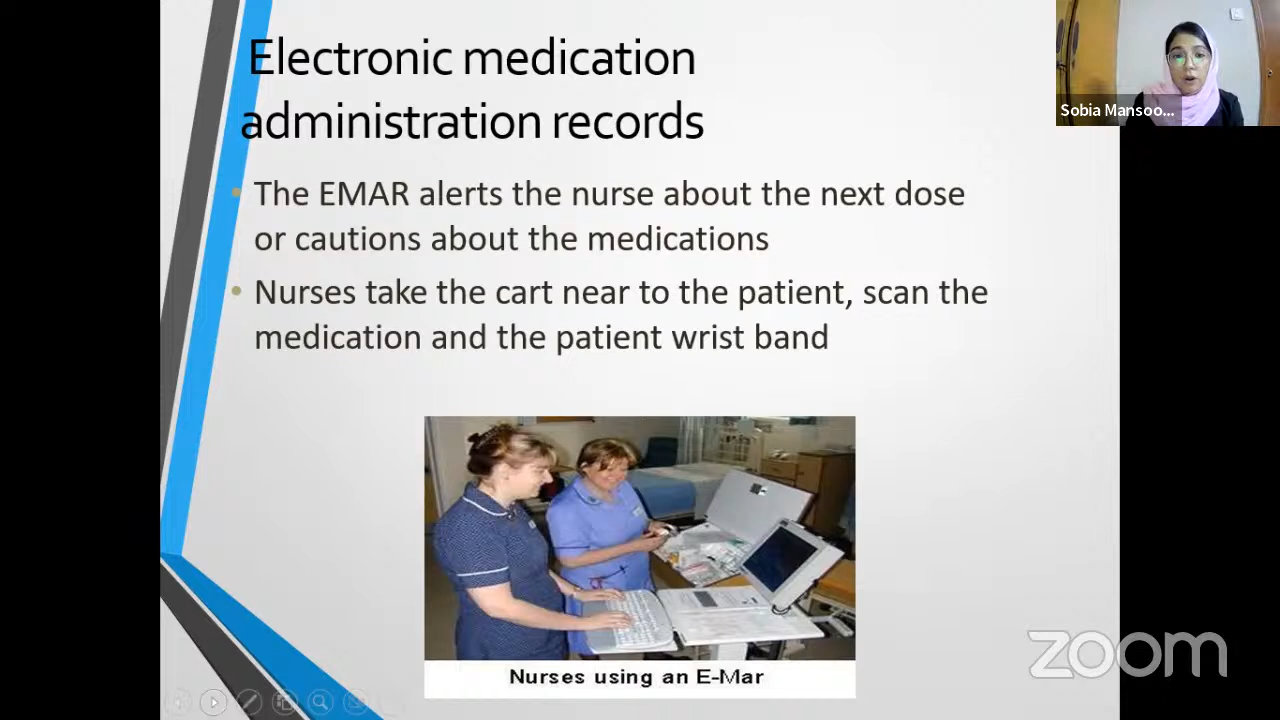 Electronic medication
administration records
Sobia Mansoo...
• The EMAR alerts the nurse about the next dose
or cautions about the medications
• Nurses take the cart near to the patient, scan the
medication and the patient wrist band
Nurses using an E-Mar
zoom